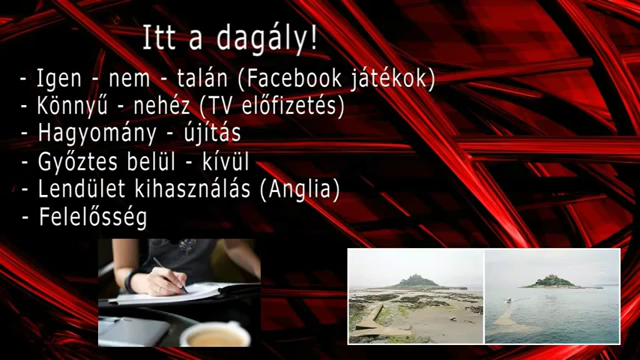 Itt a dagály!
- Igen - nem - talán (Facebook játékok)
- Könnyű - nehéz (TV előfizetés)
- Hagyomány - újítás
- Győztes belül - kívül
- Lendület kihasználás (Anglia)
- Felelősség